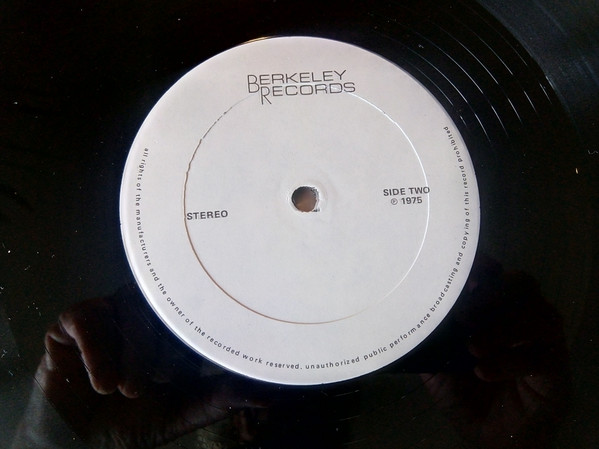 BERKELEY
RECORDS
STEREO
SIDE TWO
℗ 1975
all rights of the manufacturers and the owner of the recorded work reserved. unauthorized public performance broadcasting and copying of this record prohibited